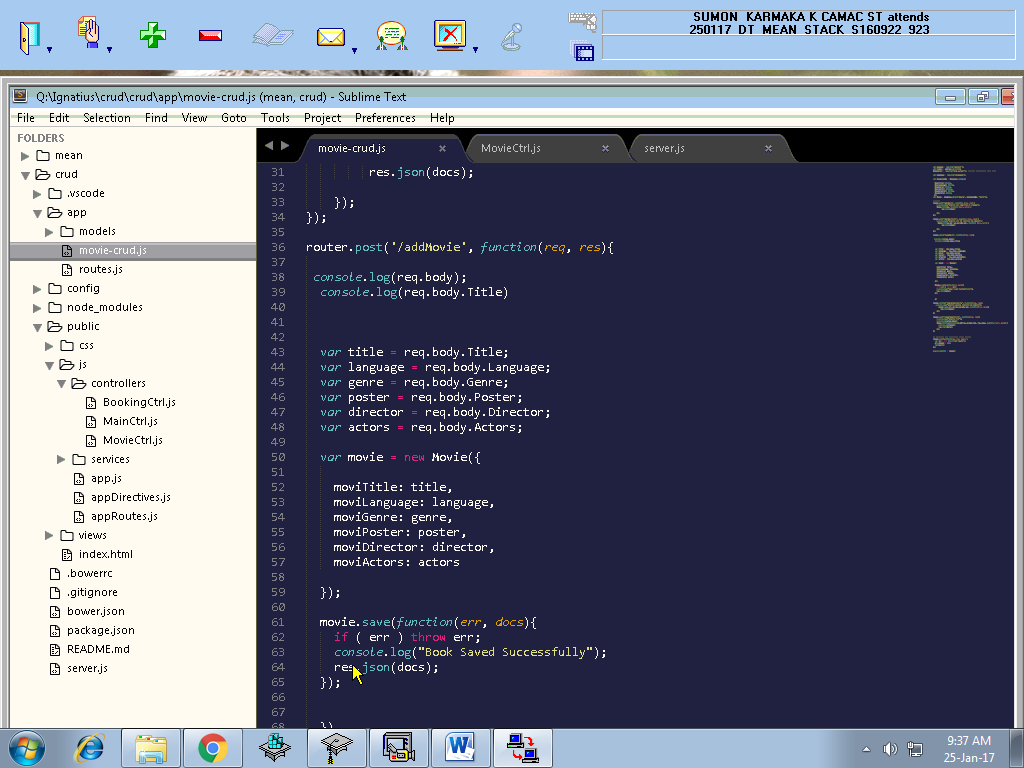 SUMON KARMAKA K CAMAC ST attends
250117 DT MEAN STACK S160922 923
Q:\Ignatius\crud\crud\app\movie-crud.js (mean, crud) - Sublime Text
File Edit Selection Find View Goto Tools Project Preferences Help
FOLDERS
mean
crud
.vscode
app
models
movie-crud.js
routes.js
config
node_modules
public
css
js
controllers
BookingCtrl.js
MainCtrl.js
MovieCtrl.js
services
app.js
appDirectives.js
appRoutes.js
views
index.html
.bowerrc
.gitignore
bower.json
package.json
README.md
server.js
movie-crud.js × MovieCtrl.js × server.js ×
31 res.json(docs);
32
33 });
34 });
35
36 router.post('/addMovie', function(req, res){
37
38 console.log(req.body);
39 console.log(req.body.Title)
40
41
42
43 var title = req.body.Title;
44 var language = req.body.Language;
45 var genre = req.body.Genre;
46 var poster = req.body.Poster;
47 var director = req.body.Director;
48 var actors = req.body.Actors;
49
50 var movie = new Movie({
51
52 moviTitle: title,
53 moviLanguage: language,
54 moviGenre: genre,
55 moviPoster: poster,
56 moviDirector: director,
57 moviActors: actors
58
59 });
60
61 movie.save(function(err, docs){
62 if ( err ) throw err;
63 console.log("Book Saved Successfully");
64 res.json(docs);
65 });
66
67
68 })
9:37 AM
25-Jan-17